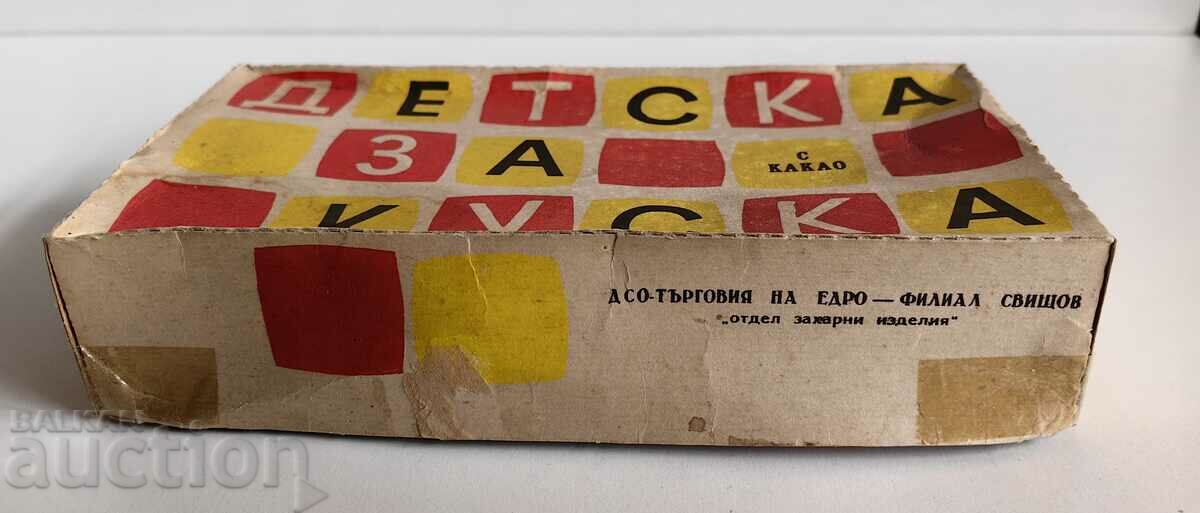 ДЕТСКА
ЗА
С
КАКАО
КУСКА
ДСО-ТЪРГОВИЯ НА ЕДРО — ФИЛИАЛ СВИЩОВ
„отдел захарни изделия“
BALKAN
auction